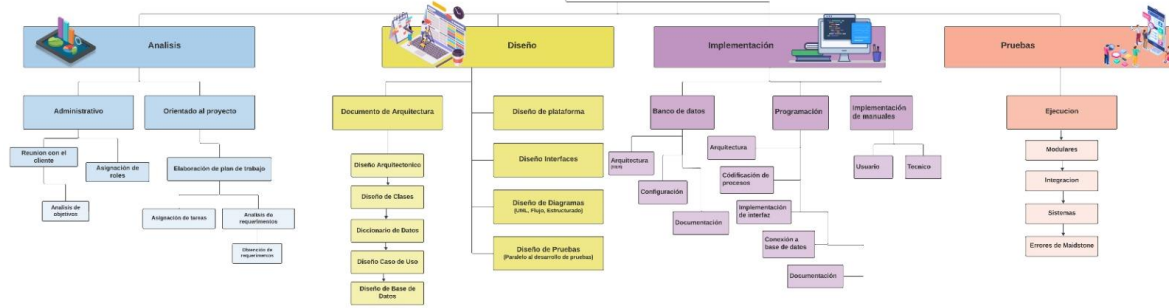 Analisis
Diseño
Implementación
Pruebas
Administrativo
Orientado al proyecto
Reunion con el
cliente
Asignación de
roles
Analisis de
objetivos
Elaboración de plan de trabajo
Asignación de tareas
Analisis de
requerimentos
Obtención de
requerimentos
Documento de Arquitectura
Diseño Arquitectonico
Diseño de Clases
Diccionario de Datos
Diseño Caso de Uso
Diseño de Base de
Datos
Diseño de plataforma
Diseño Interfaces
Diseño de Diagramas
(UML, Flujo, Estructurado)
Diseño de Pruebas
(Paralelo al desarrollo de pruebas)
Banco de datos
Arquitectura
Configuración
Documentación
Programación
Arquitectura
Códificación de
procesos
Implementación
de interfaz
Conexión a
base de datos
Documentación
Implementación
de manuales
Usuario
Tecnico
Ejecucion
Modulares
Integracion
Sistemas
Errores de Maidstone